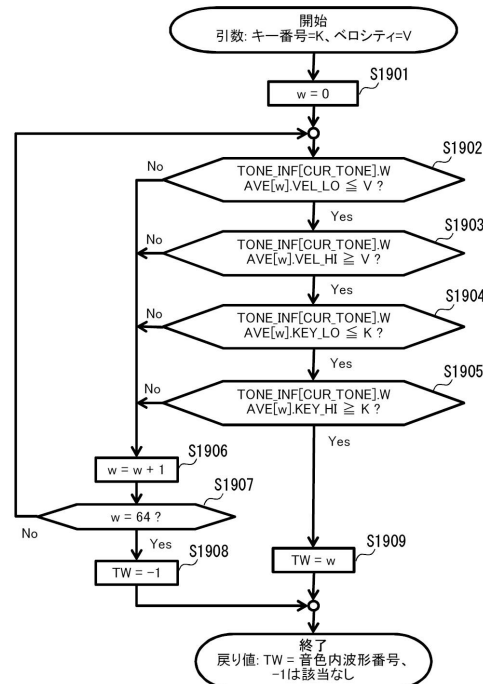 開始
引数: キー番号=K、ベロシティ=V
S1901
w = 0
S1902
No
TONE_INF[CUR_TONE].W
AVE[w].VEL_LO ≦ V ?
Yes
S1903
No
TONE_INF[CUR_TONE].W
AVE[w].VEL_HI ≧ V ?
Yes
S1904
No
TONE_INF[CUR_TONE].W
AVE[w].KEY_LO ≦ K ?
Yes
S1905
No
TONE_INF[CUR_TONE].W
AVE[w].KEY_HI ≧ K ?
Yes
S1906
w = w + 1
S1907
w = 64 ?
No
Yes
S1908
TW = −1
S1909
TW = w
終了
戻り値: TW = 音色内波形番号、
−1は該当なし